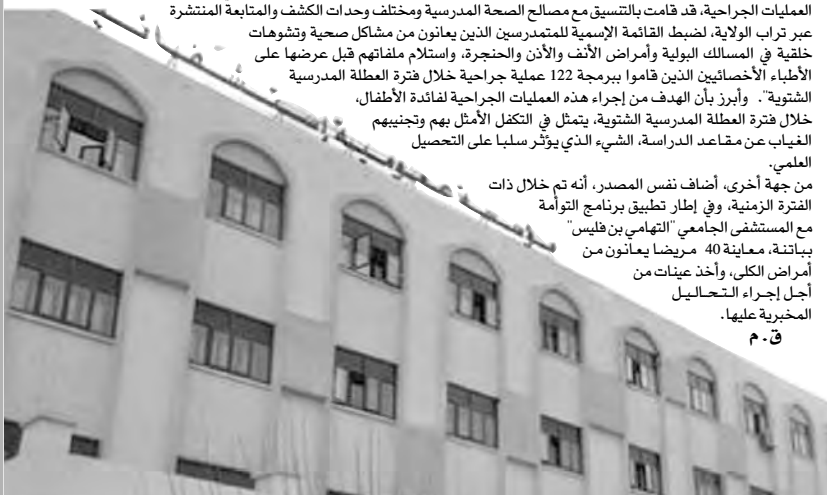 العمليات الجراحية، قد قامت بالتنسيق مع مصالح الصحة المدرسية ومختلف وحدات الكشف والمتابعة المنتشرة
عبر تراب الولاية، لضبط القائمة الإسمية للمتمدرسين الذين يعانون من مشاكل صحية وتشوهات
خلقية في المسالك البولية وأمراض الأنف والأذن والحنجرة، واستلام ملفاتهم قبل عرضها على
الأطباء الأخصائيين الذين قاموا ببرمجة 122 عملية جراحية خلال فترة العطلة المدرسية
الشتوية". وأبرز بأن الهدف من إجراء هذه العمليات الجراحية لفائدة الأطفال،
خلال فترة العطلة المدرسية الشتوية، يتمثل في التكفل الأمثل بهم وتجنيبهم
الغياب عن مقاعد الدراسة، الشيء الذي يؤثر سلبا على التحصيل
العلمي.
من جهة أخرى، أضاف نفس المصدر، أنه تم خلال ذات
الفترة الزمنية، وفي إطار تطبيق برنامج التوأمة
مع المستشفى الجامعي "التهامي بن فليس"
بباتنة، معاينة 40 مريضا يعانون من
أمراض الكلى، وأخذ عينات من
أجل إجراء التحاليل
المخبرية عليها.
ق. م